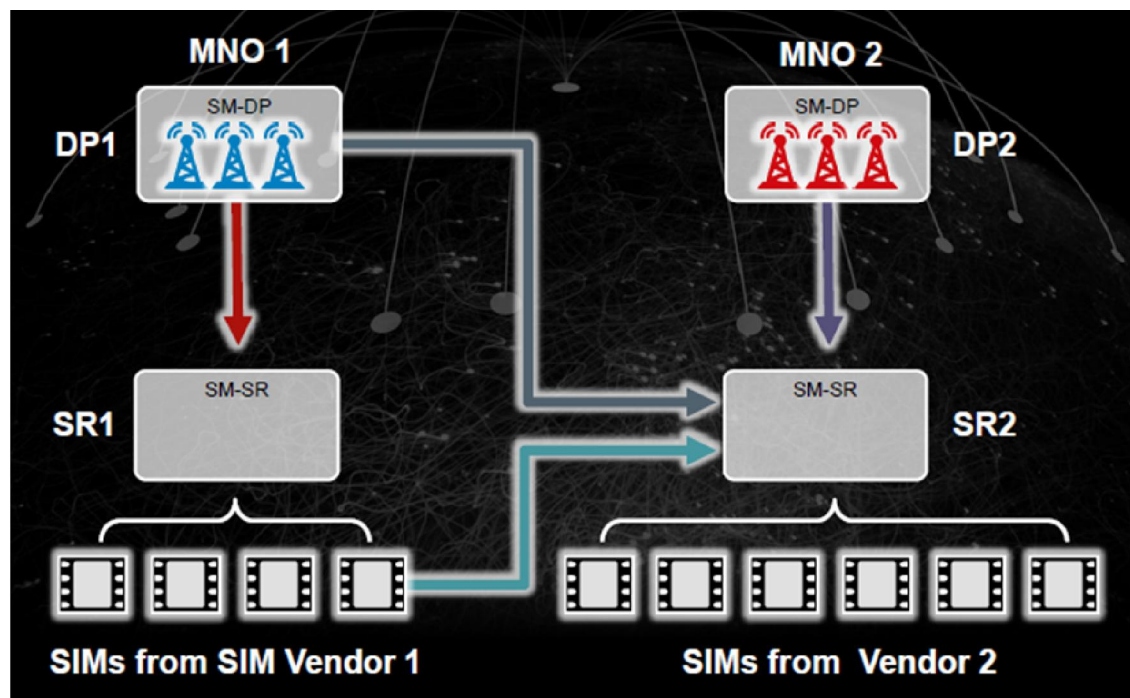 MNO 1
MNO 2
SM-DP
SM-DP
DP1
DP2
SM-SR
SM-SR
SR1
SR2
SIMs from SIM Vendor 1
SIMs from Vendor 2